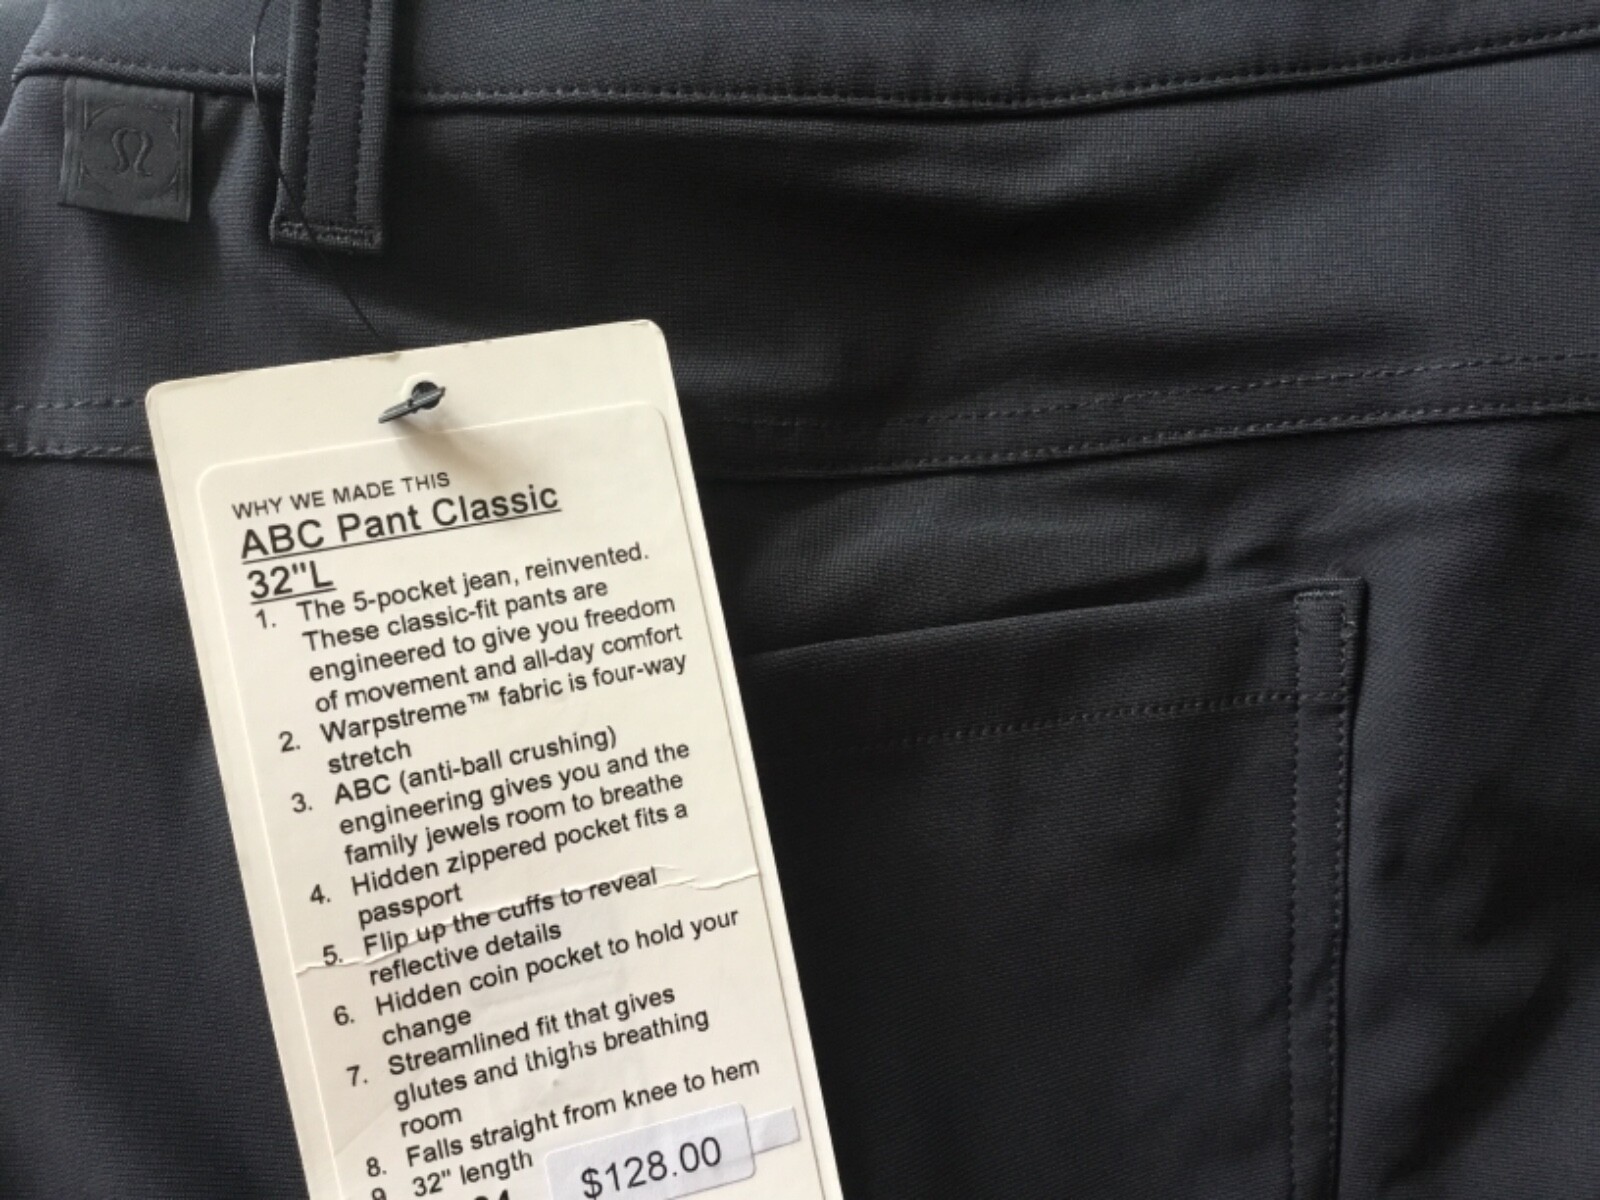 WHY WE MADE THIS
ABC Pant Classic
32"L
1. The 5-pocket jean, reinvented.
These classic-fit pants are
engineered to give you freedom
of movement and all-day comfort
2. Warpstreme™ fabric is four-way
stretch
3. ABC (anti-ball crushing)
engineering gives you and the
family jewels room to breathe
4. Hidden zippered pocket fits a
passport
5. Flip up the cuffs to reveal
reflective details
6. Hidden coin pocket to hold your
change
7. Streamlined fit that gives
glutes and thighs breathing
room
8. Falls straight from knee to hem
9. 32" length
$128.00